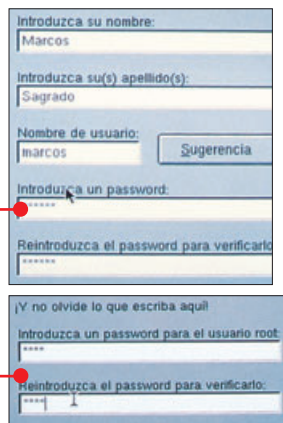 Introduzca su nombre:
Marcos
Introduzca su(s) apellido(s):
Sagrado
Nombre de usuario:
marcos
Sugerencia
Introduzca un password:
******
Reintroduzca el password para verificarlo
******
¡Y no olvide lo que escriba aquí!
Introduzca un password para el usuario root:
****
Reintroduzca el password para verificarlo:
****